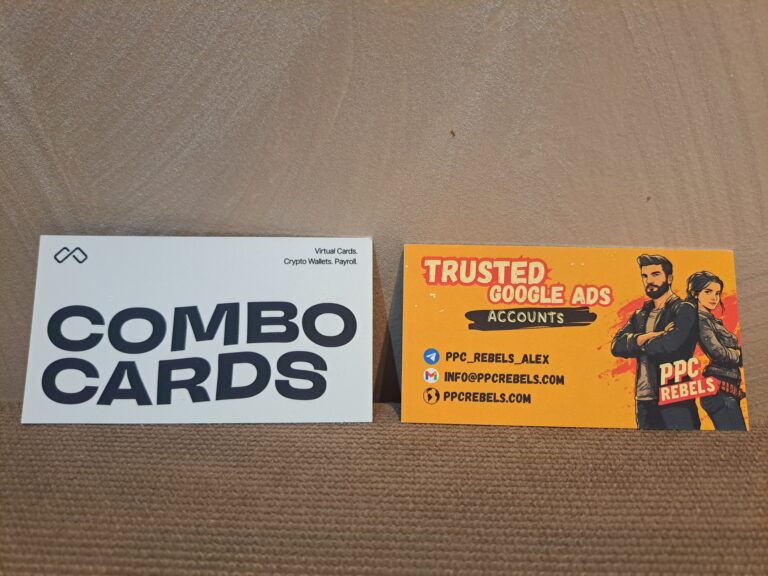 Virtual Cards.
Crypto Wallets. Payroll.
COMBO
CARDS
TRUSTED
GOOGLE ADS
ACCOUNTS
PPC_REBELS_ALEX
INFO@PPCREBELS.COM
PPCREBELS.COM
PPC
REBELS